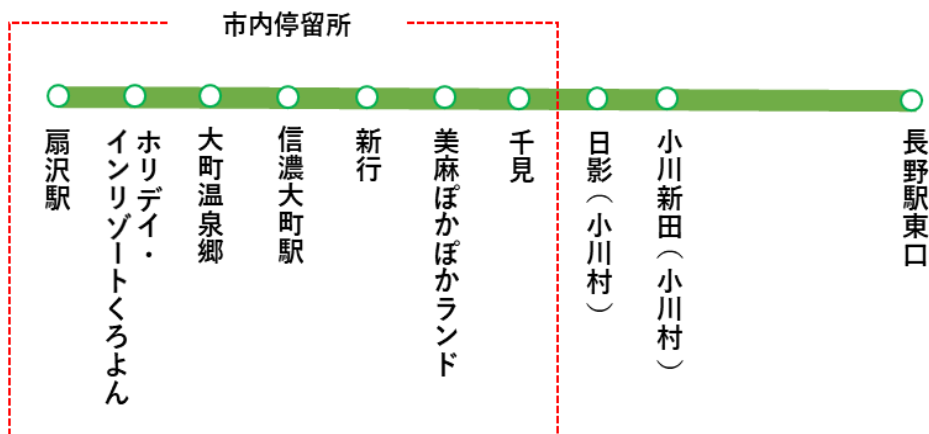 市内停留所
扇沢駅
ホリデイ・
インリゾートくろよん
大町温泉郷
信濃大町駅
新行
美麻ぽかぽかランド
千見
日影（小川村）
小川新田（小川村）
長野駅東口